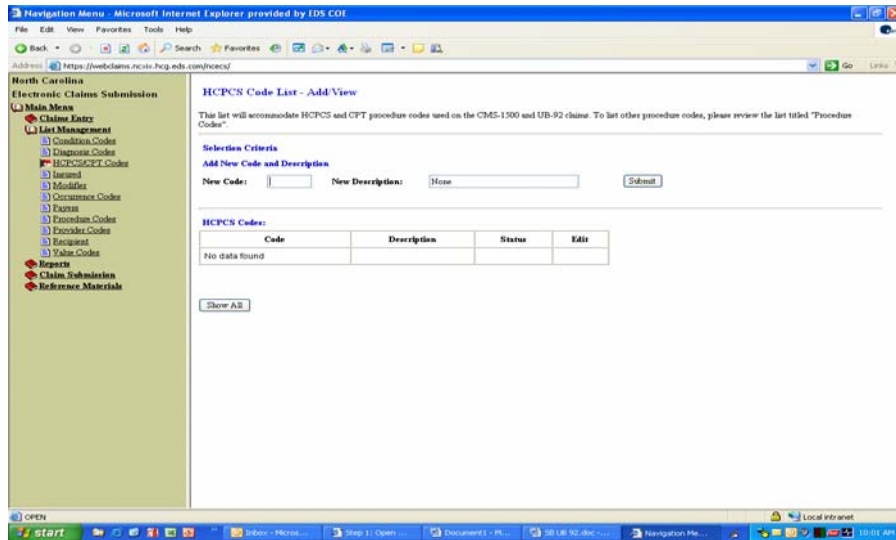 Navigation Menu - Microsoft Internet Explorer provided by EDS COE
File Edit View Favorites Tools Help
Back Search Favorites
Address https://webclaims.ncxix.hcg.eds.com/ncecs/ Go Links
North Carolina
Electronic Claims Submission
Main Menu
Claims Entry
List Management
Condition Codes
Diagnosis Codes
HCPCS/CPT Codes
Insured
Modifier
Occurrence Codes
Payers
Procedure Codes
Provider Codes
Recipient
Value Codes
Reports
Claim Submission
Reference Materials
HCPCS Code List - Add/View
This list will accommodate HCPCS and CPT procedure codes used on the CMS-1500 and UB-92 claims. To list other procedure codes, please review the list titled "Procedure
Codes".
Selection Criteria
Add New Code and Description
New Code: New Description: None Submit
HCPCS Codes:
Code Description Status Edit
No data found
Show All
OPEN Local intranet
start Inbox - Micros... Step 1: Open ... Document1 - M... SB UB 92.doc -... Navigation Me... 10:01 AM